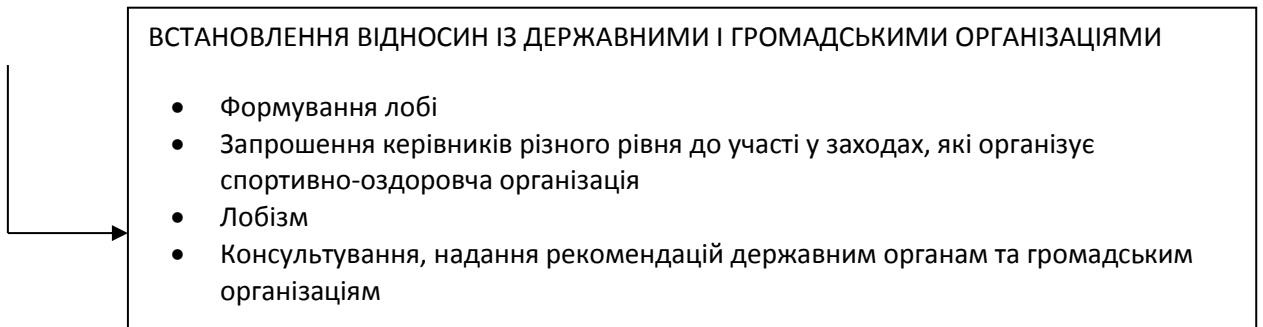 ВСТАНОВЛЕННЯ ВІДНОСИН ІЗ ДЕРЖАВНИМИ І ГРОМАДСЬКИМИ ОРГАНІЗАЦІЯМИ
• Формування лобі
• Запрошення керівників різного рівня до участі у заходах, які організує
спортивно-оздоровча організація
• Лобізм
• Консультування, надання рекомендацій державним органам та громадським
організаціям